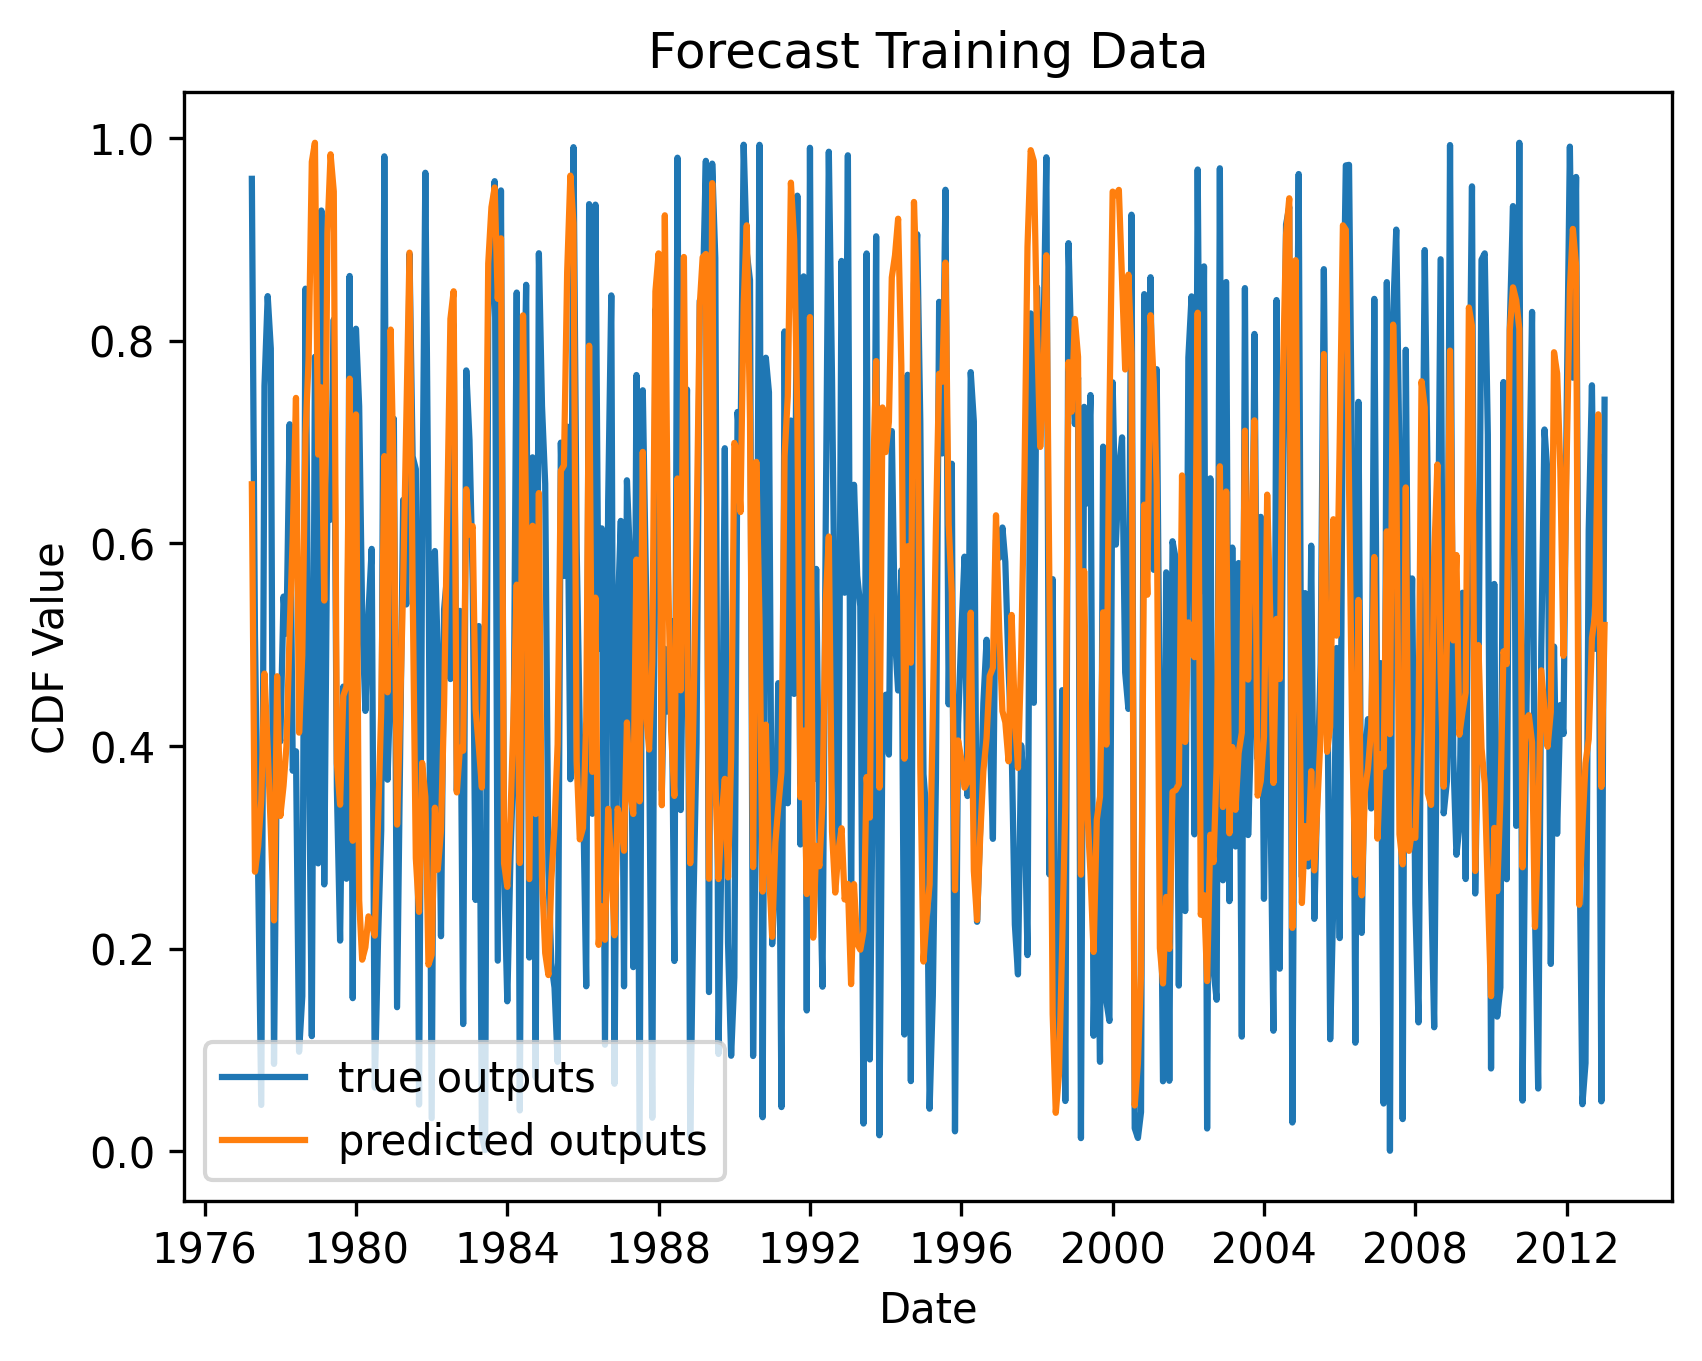 Forecast Training Data
CDF Value
1.0
0.8
0.6
0.4
0.2
0.0
true outputs
predicted outputs
1976 1980 1984 1988 1992 1996 2000 2004 2008 2012
Date